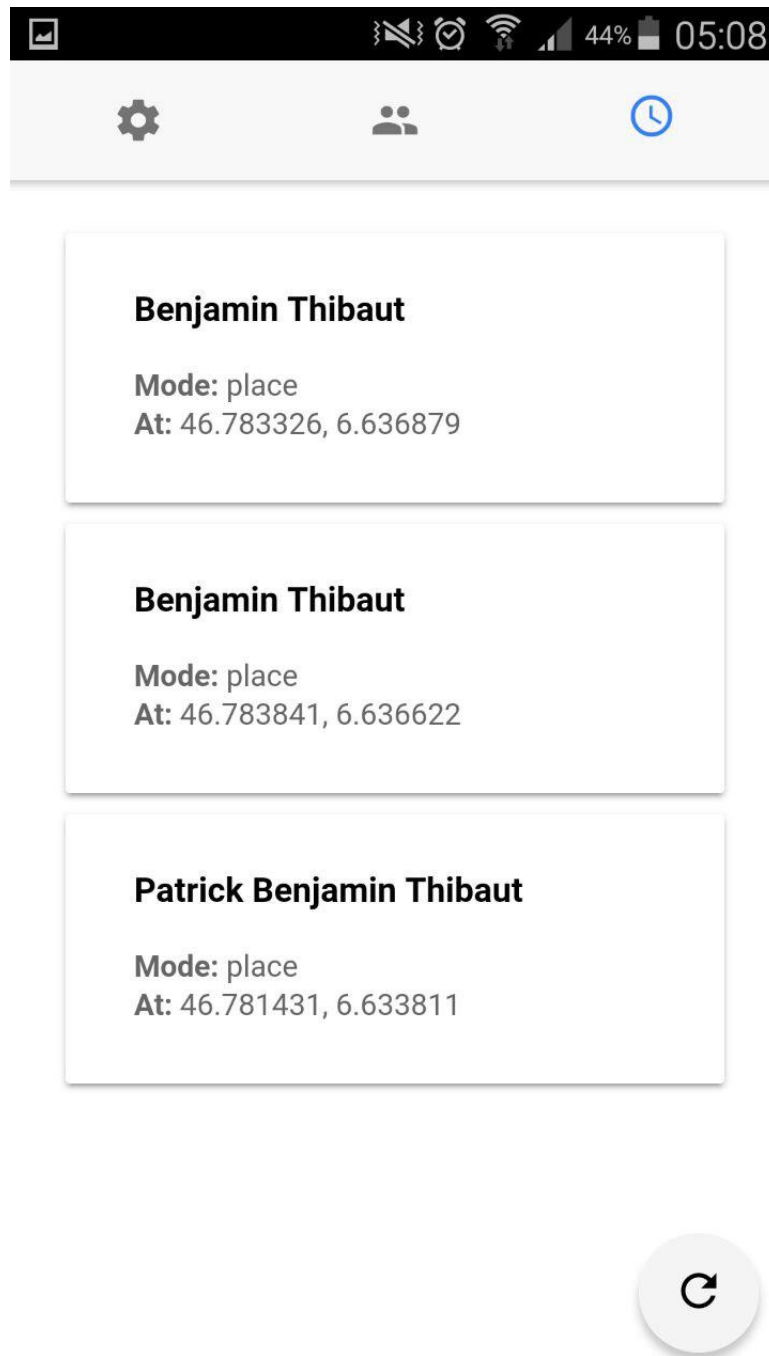 44% 05:08
Benjamin Thibaut
Mode: place
At: 46.783326, 6.636879
Benjamin Thibaut
Mode: place
At: 46.783841, 6.636622
Patrick Benjamin Thibaut
Mode: place
At: 46.781431, 6.633811